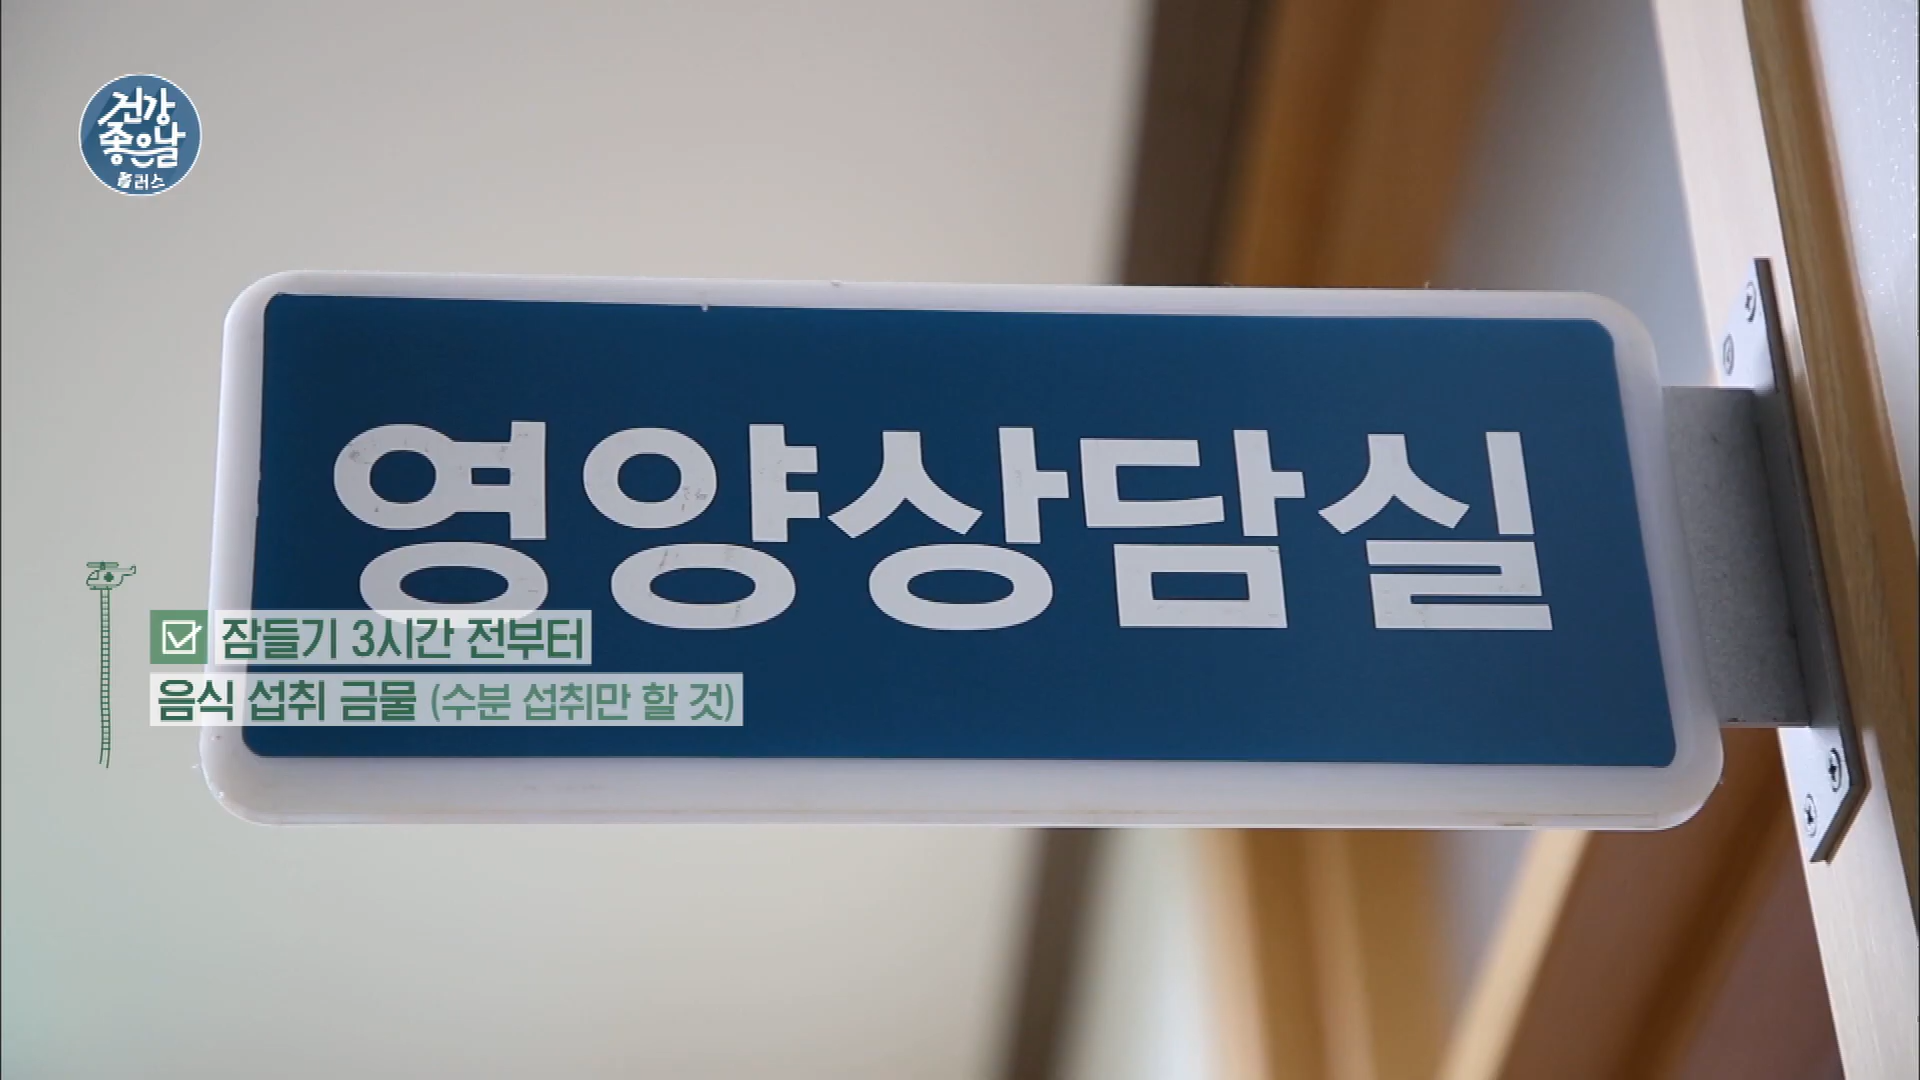 건강
좋은날
플러스
영양상담실
잠들기 3시간 전부터
음식 섭취 금물 (수분 섭취만 할 것)